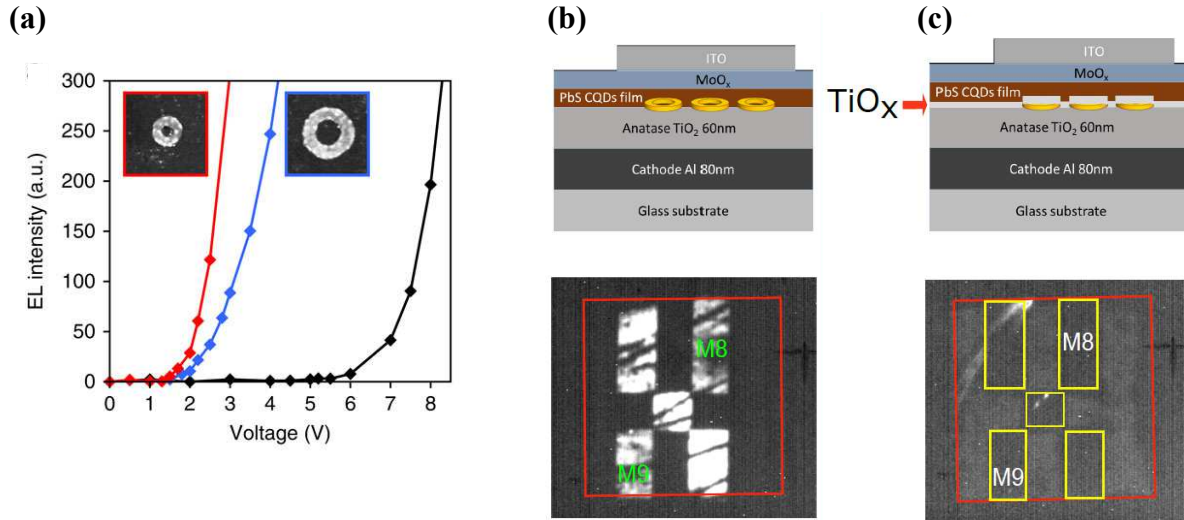 (a)
300
250
200
150
100
50
0
EL intensity (a.u.)
0 1 2 3 4 5 6 7 8
Voltage (V)
(b)
ITO
MoOₓ
PbS CQDs film
Anatase TiO₂ 60nm
Cathode Al 80nm
Glass substrate
M8
M9
(c)
TiOₓ
ITO
MoOₓ
PbS CQDs film
Anatase TiO₂ 60nm
Cathode Al 80nm
Glass substrate
M8
M9